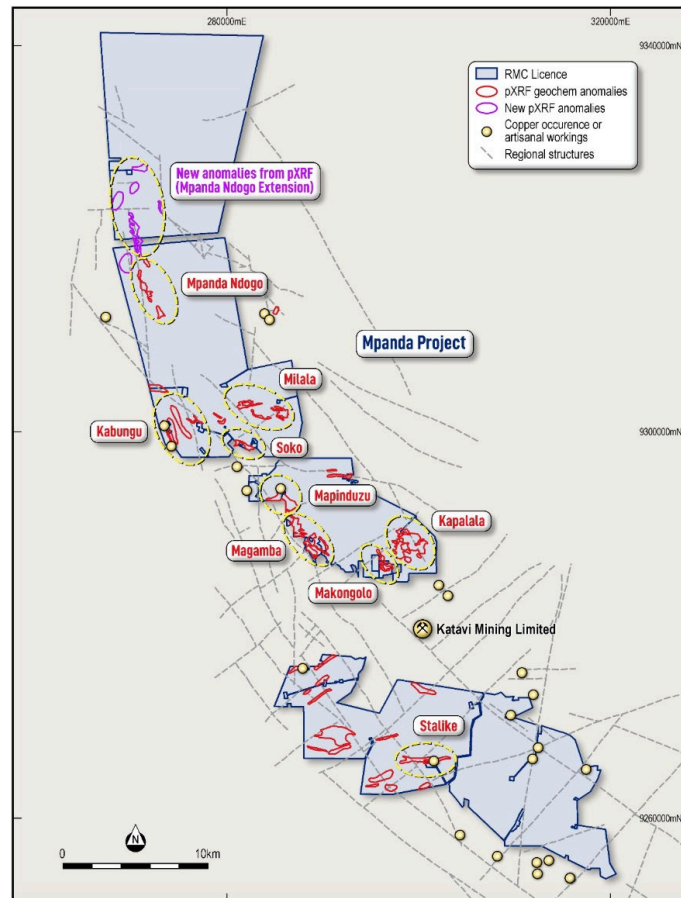 280000mE
320000mE
9340000mN
RMC Licence
pXRF geochem anomalies
New pXRF anomalies
Copper occurence or
artisanal workings
Regional structures
New anomalies from pXRF
(Mpanda Ndogo Extension)
Mpanda Ndogo
Mpanda Project
Milala
Kabungu
9300000mN
Soko
Mapinduzu
Kapalala
Magamba
Makongolo
Katavi Mining Limited
Stalike
9260000mN
N
0
10km